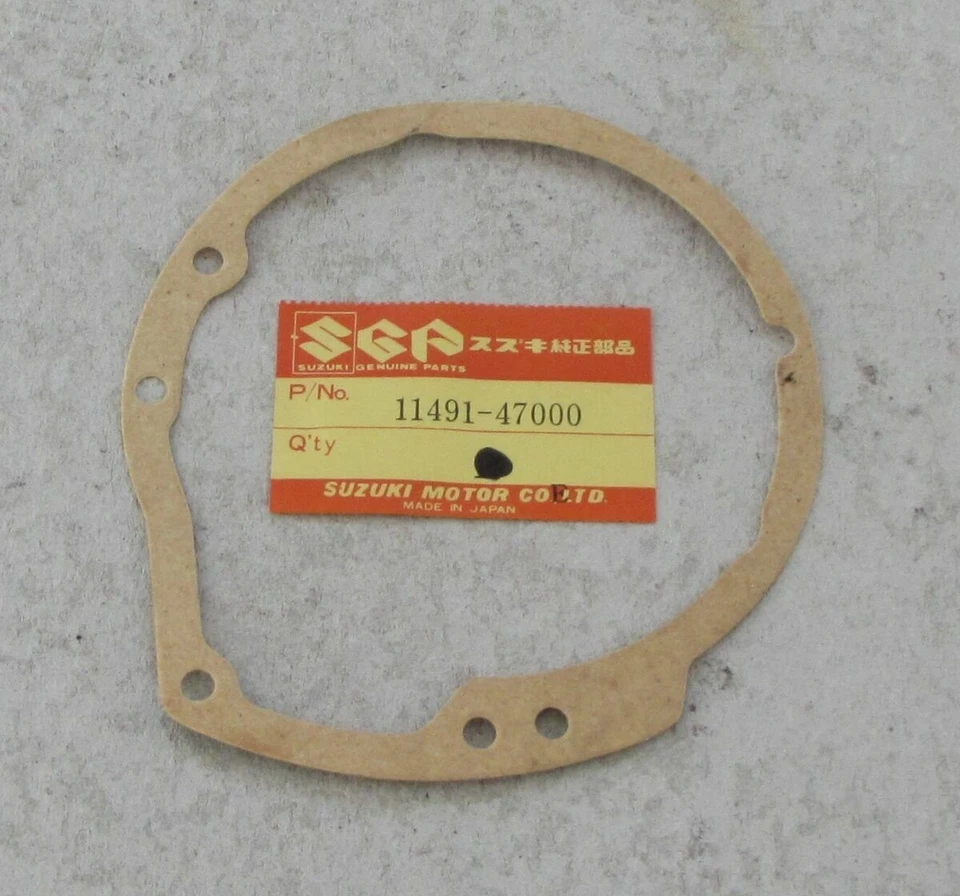 SGP スズキ純正部品
SUZUKI GENUINE PARTS
P/No. 11491-47000
Q'ty
SUZUKI MOTOR CO.,LTD.
MADE IN JAPAN